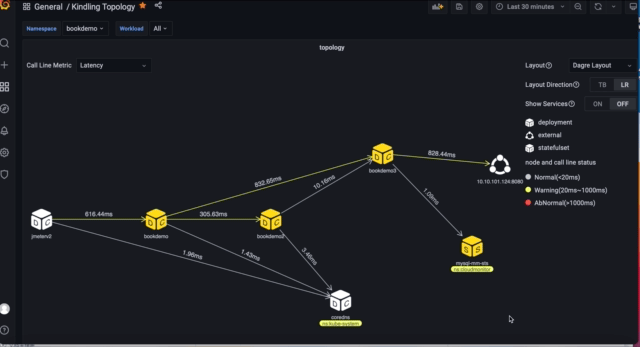 General / Kindling Topology
Last 30 minutes
Namespace bookdemo Workload All
topology
Call Line Metric Latency
Layout Dagre Layout
Layout Direction TB LR
Show Services ON OFF
deployment
external
statefulset
node and call line status
Normal(<20ms)
Warning(20ms~1000ms)
AbNormal(>1000ms)
828.44ms
bookdemo3
10.10.101.124:8080
832.65ms
10.16ms
1.09ms
616.44ms
305.83ms
jmeterv2
bookdemo
bookdemo2
3.46ms
1.43ms
1.96ms
mysql-mm-sts
ns:cloudmonitor
coredns
ns:kube-system